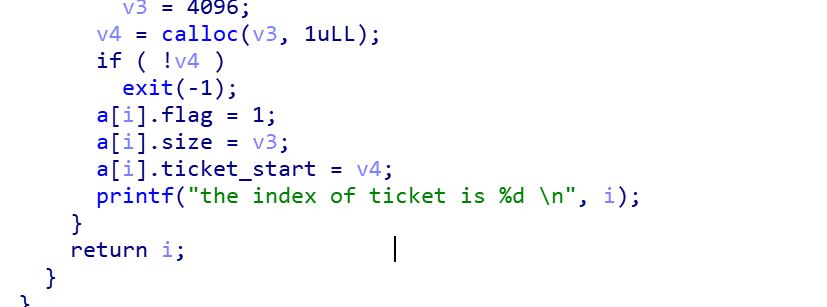 v3 = 4096;
v4 = calloc(v3, 1uLL);
if ( !v4 )
exit(-1);
a[i].flag = 1;
a[i].size = v3;
a[i].ticket_start = v4;
printf("the index of ticket is %d \n", i);
}
return i;
}
}